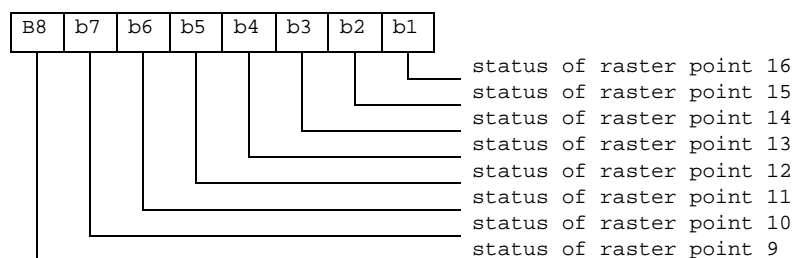 B8 b7 b6 b5 b4 b3 b2 b1
status of raster point 16
status of raster point 15
status of raster point 14
status of raster point 13
status of raster point 12
status of raster point 11
status of raster point 10
status of raster point 9